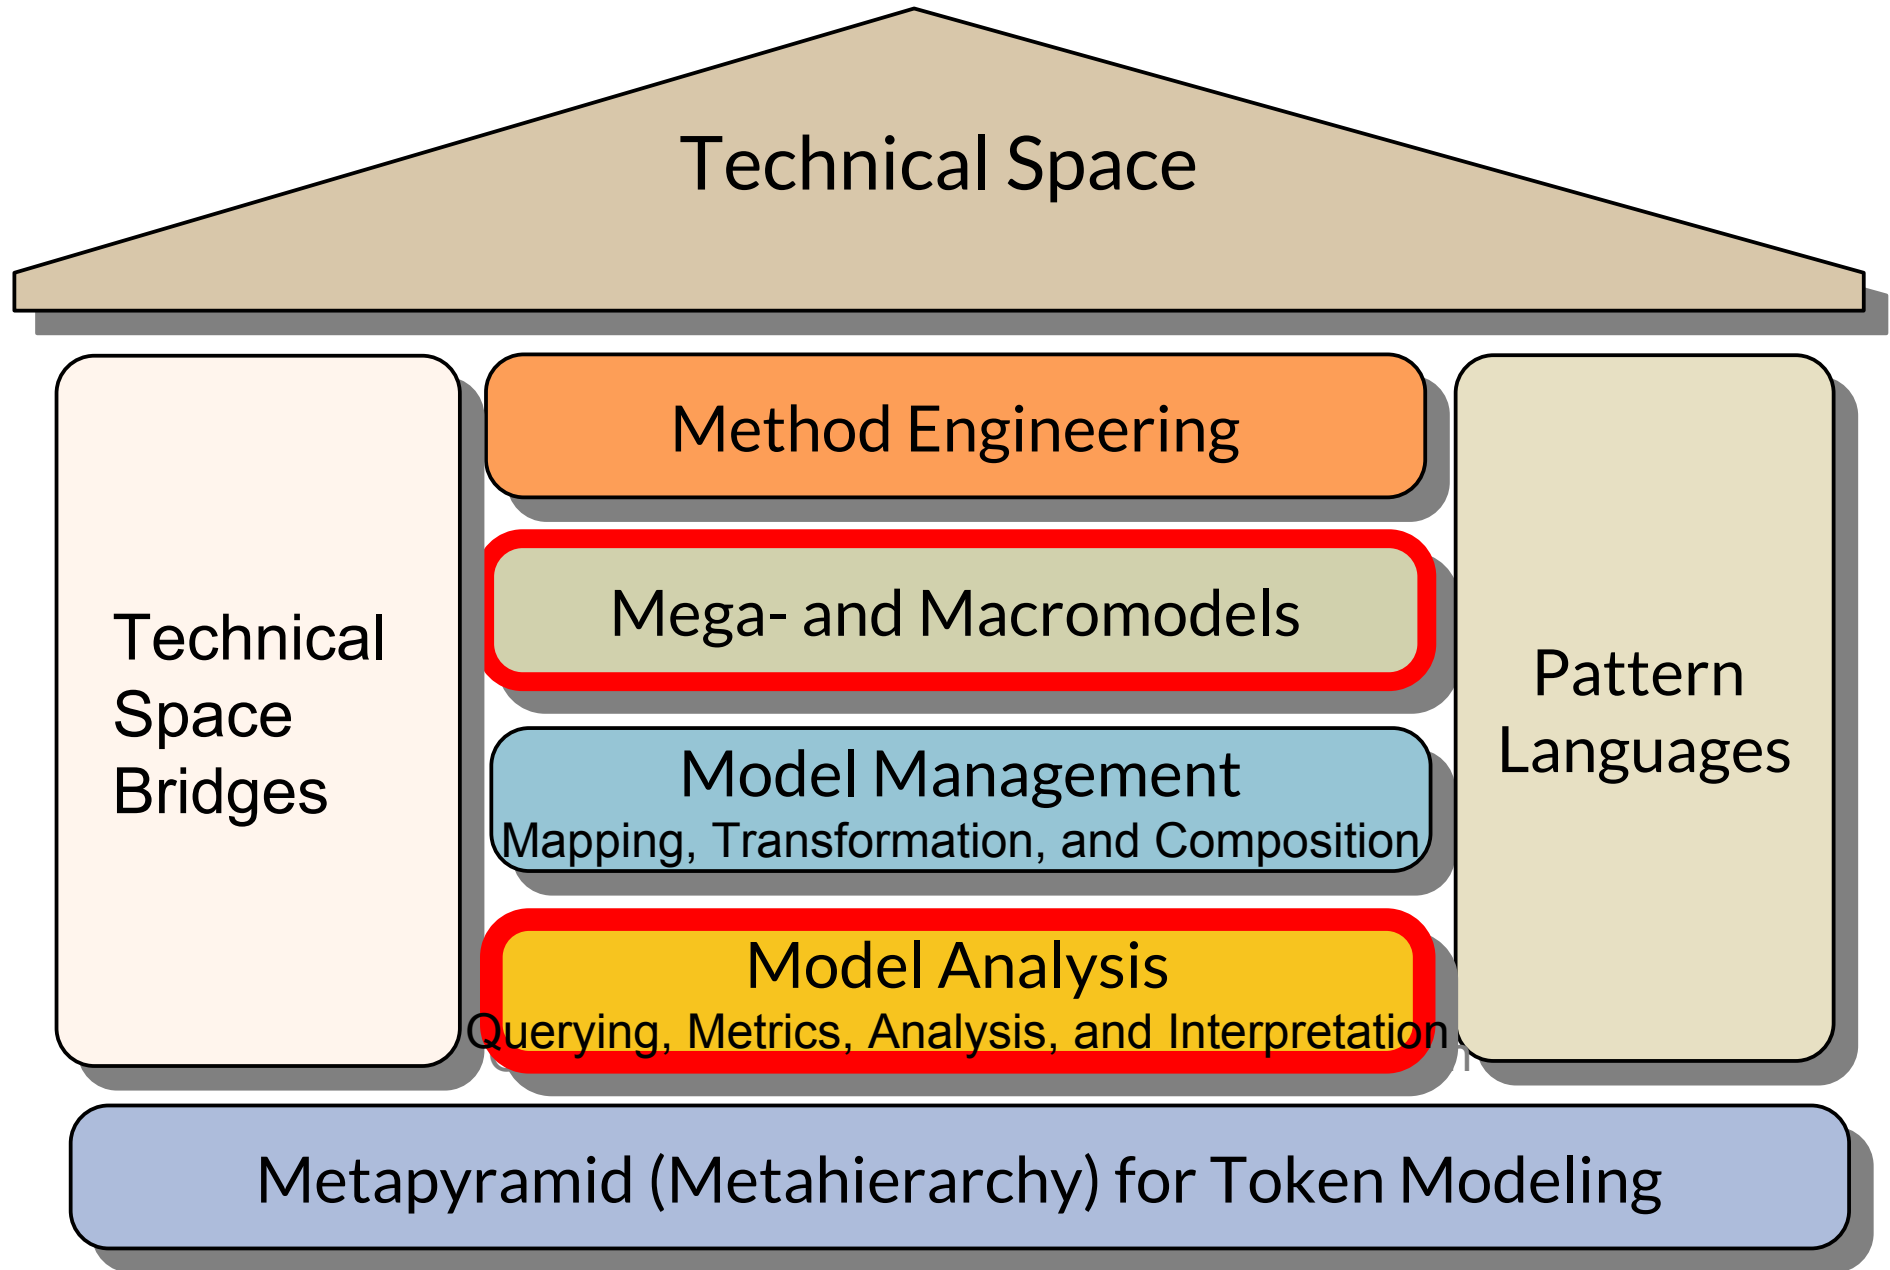 Technical Space
Method Engineering
Mega- and Macromodels
Technical
Space
Bridges
Pattern
Languages
Model Management
Mapping, Transformation, and Composition
Model Analysis
Querying, Metrics, Analysis, and Interpretation
Metapyramid (Metahierarchy) for Token Modeling